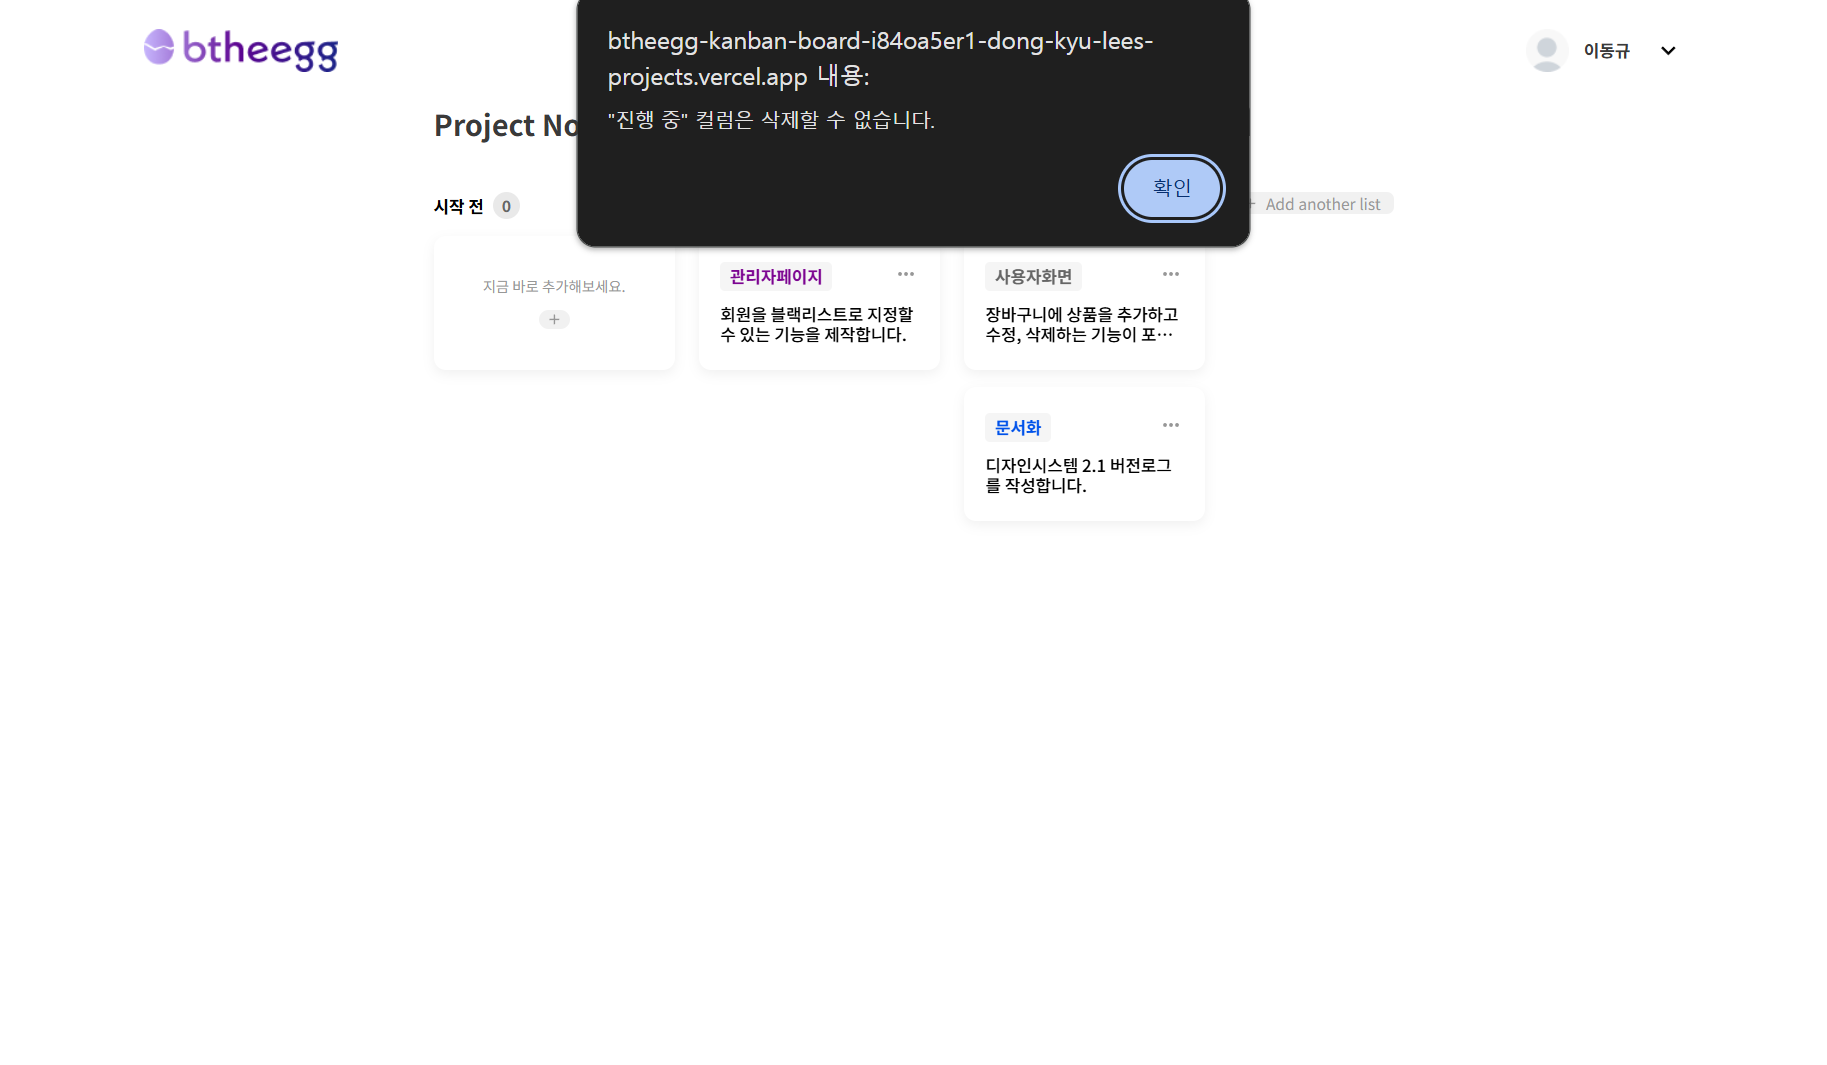 btheegg
btheegg-kanban-board-i84oa5er1-dong-kyu-lees-
projects.vercel.app 내용:
"진행 중" 컬럼은 삭제할 수 없습니다.
확인
이동규
Project No
시작 전 0
+ Add another list
지금 바로 추가해보세요.
+
관리자페이지
회원을 블랙리스트로 지정할
수 있는 기능을 제작합니다.
사용자화면
장바구니에 상품을 추가하고
수정, 삭제하는 기능이 포…
문서화
디자인시스템 2.1 버전로그
를 작성합니다.